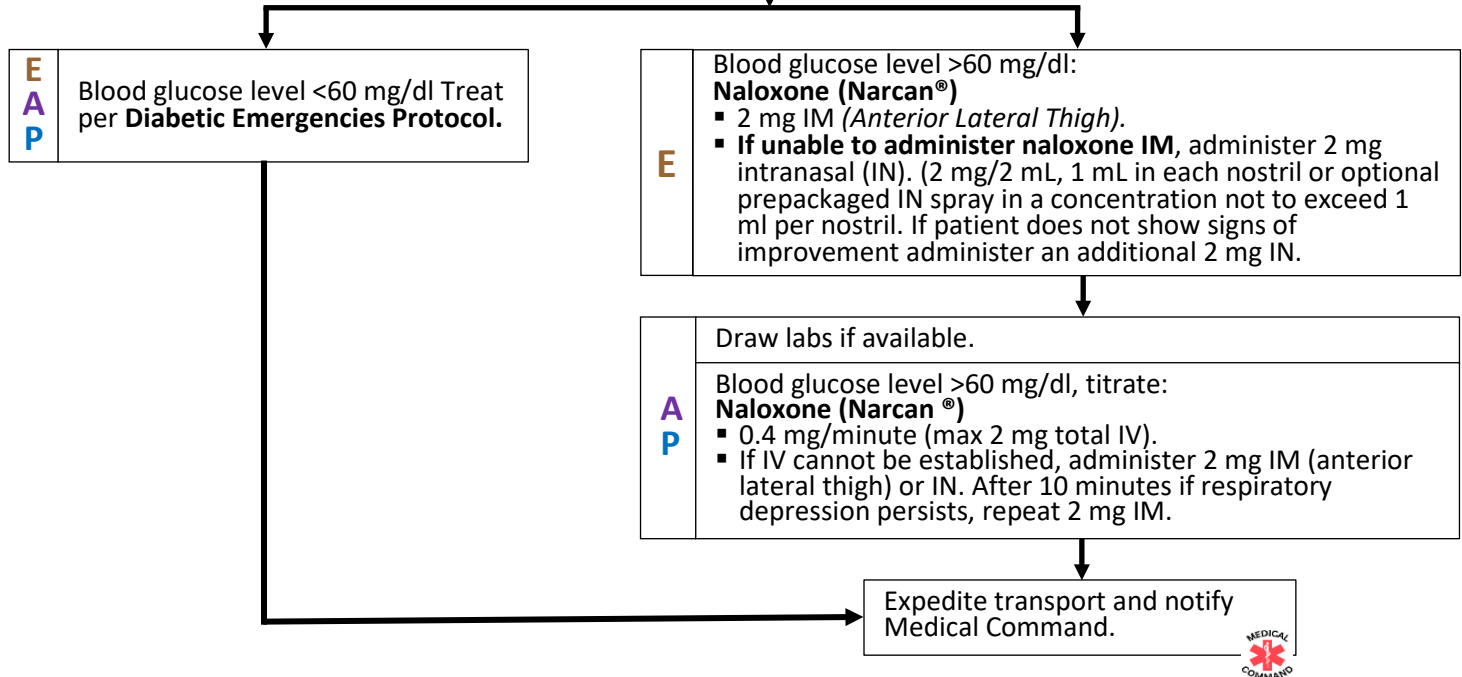 E
A
P
Blood glucose level <60 mg/dl Treat
per Diabetic Emergencies Protocol.
E
Blood glucose level >60 mg/dl:
Naloxone (Narcan®)
▪ 2 mg IM (Anterior Lateral Thigh).
▪ If unable to administer naloxone IM, administer 2 mg
intranasal (IN). (2 mg/2 mL, 1 mL in each nostril or optional
prepackaged IN spray in a concentration not to exceed 1
ml per nostril. If patient does not show signs of
improvement administer an additional 2 mg IN.
A
P
Draw labs if available.
Blood glucose level >60 mg/dl, titrate:
Naloxone (Narcan ®)
▪ 0.4 mg/minute (max 2 mg total IV).
▪ If IV cannot be established, administer 2 mg IM (anterior
lateral thigh) or IN. After 10 minutes if respiratory
depression persists, repeat 2 mg IM.
Expedite transport and notify
Medical Command.
MEDICAL
COMMAND